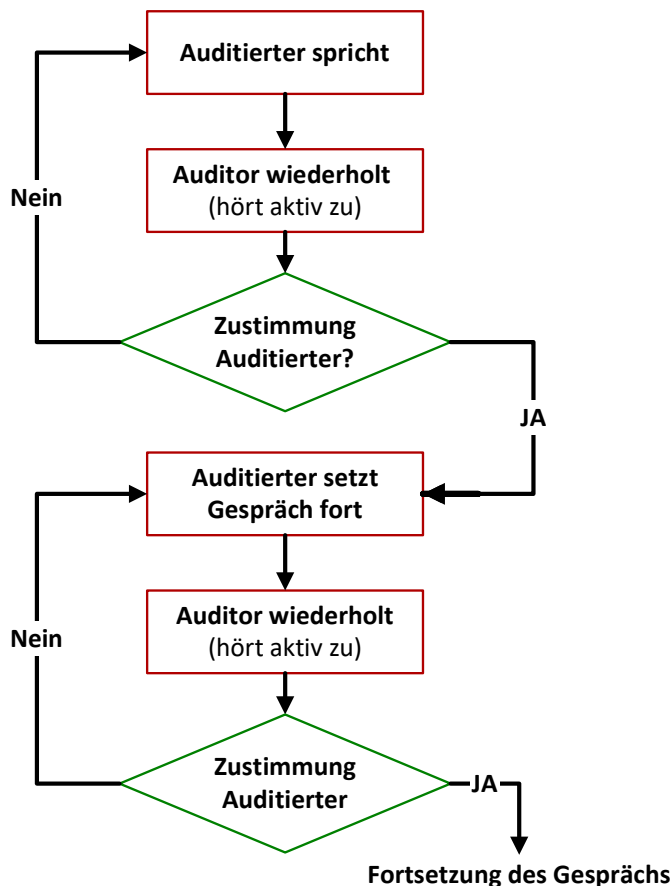 Auditierter spricht
Auditor wiederholt
(hört aktiv zu)
Nein
Zustimmung
Auditierter?
JA
Auditierter setzt
Gespräch fort
Auditor wiederholt
(hört aktiv zu)
Nein
Zustimmung
Auditierter
JA
Fortsetzung des Gesprächs